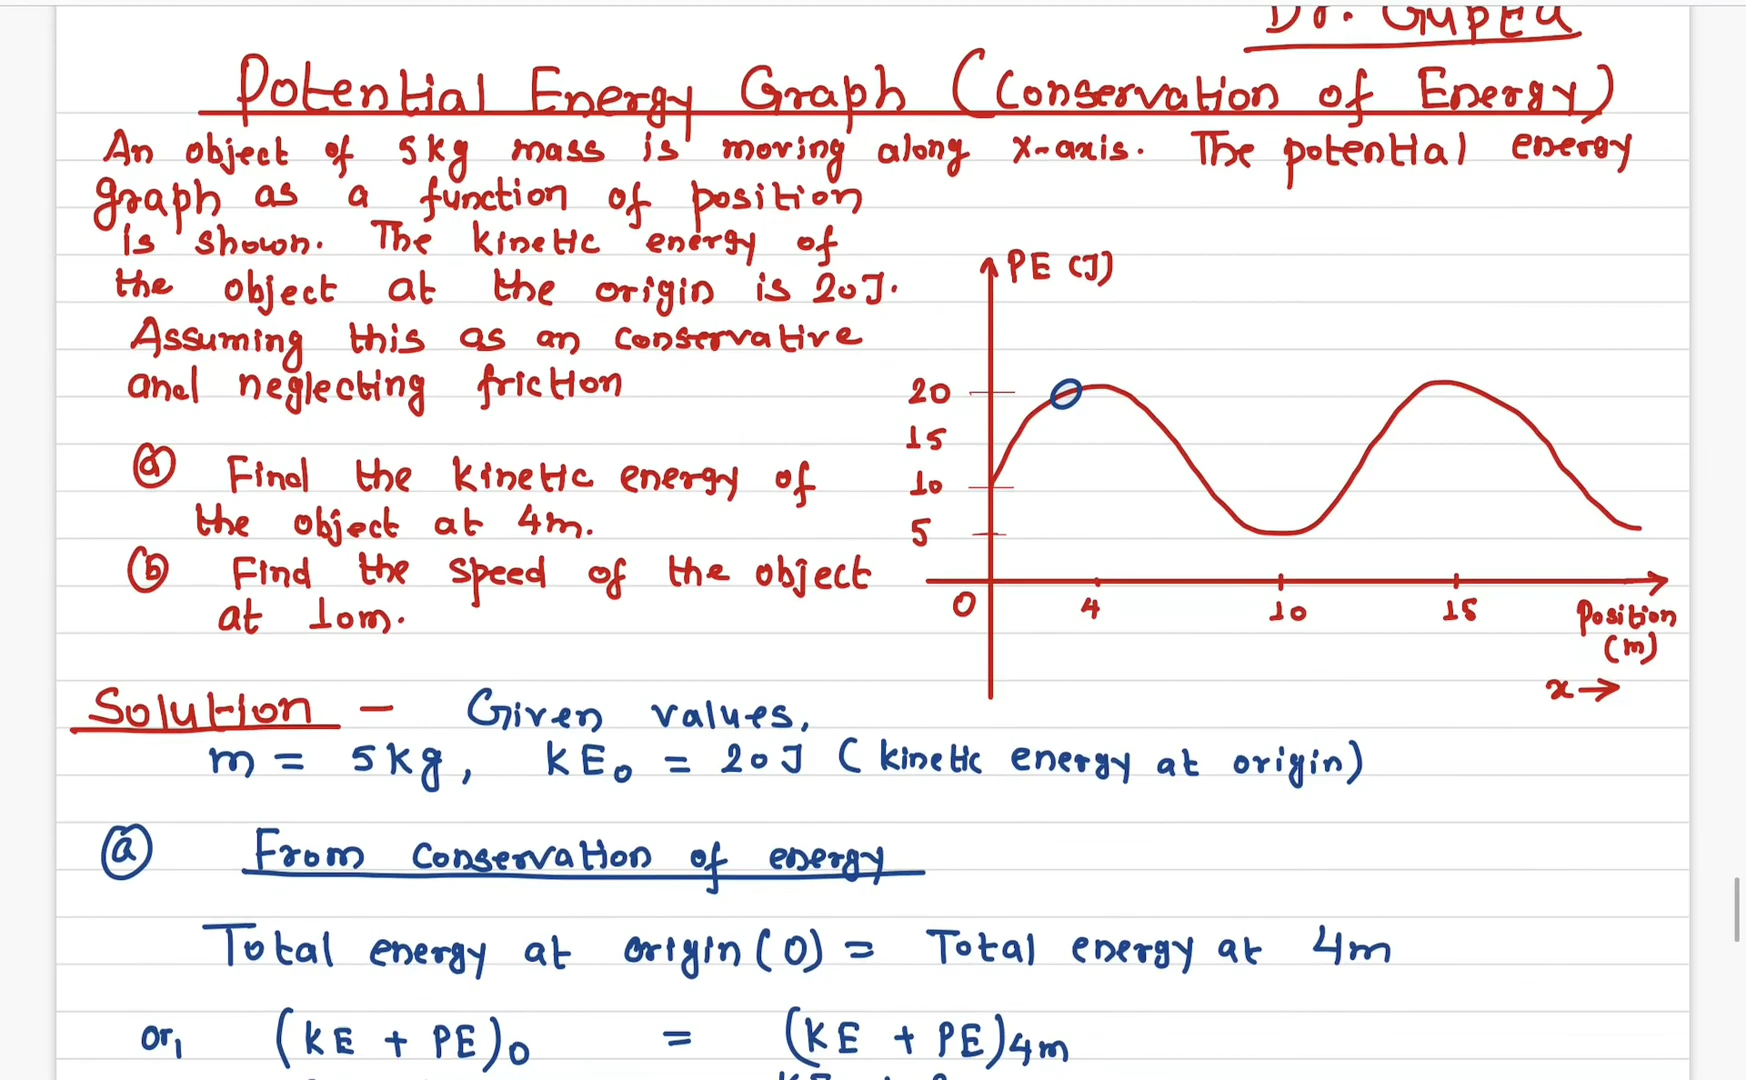 Dr. Gupta
Potential Energy Graph (Conservation of Energy)
An object of 5kg mass is moving along x-axis. The potential energy
graph as a function of position
is shown. The kinetic energy of
the object at the origin is 20J.
Assuming this as an conservative
and neglecting friction
(a) Find the kinetic energy of
the object at 4m.
(b) Find the speed of the object
at 10m.
PE (J)
20
15
10
5
0 4 10 15
Position
(m)
x→
Solution - Given values,
m = 5kg, KE₀ = 20J (kinetic energy at origin)
(a) From conservation of energy
Total energy at origin (0) = Total energy at 4m
or, (KE + PE)₀ = (KE + PE)₄ₘ